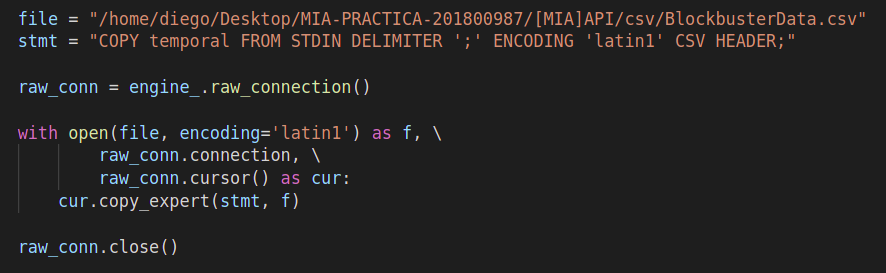 file = "/home/diego/Desktop/MIA-PRACTICA-201800987/[MIA]API/csv/BlockbusterData.csv"
stmt = "COPY temporal FROM STDIN DELIMITER ';' ENCODING 'latin1' CSV HEADER;"
raw_conn = engine_.raw_connection()
with open(file, encoding='latin1') as f, \
raw_conn.connection, \
raw_conn.cursor() as cur:
cur.copy_expert(stmt, f)
raw_conn.close()